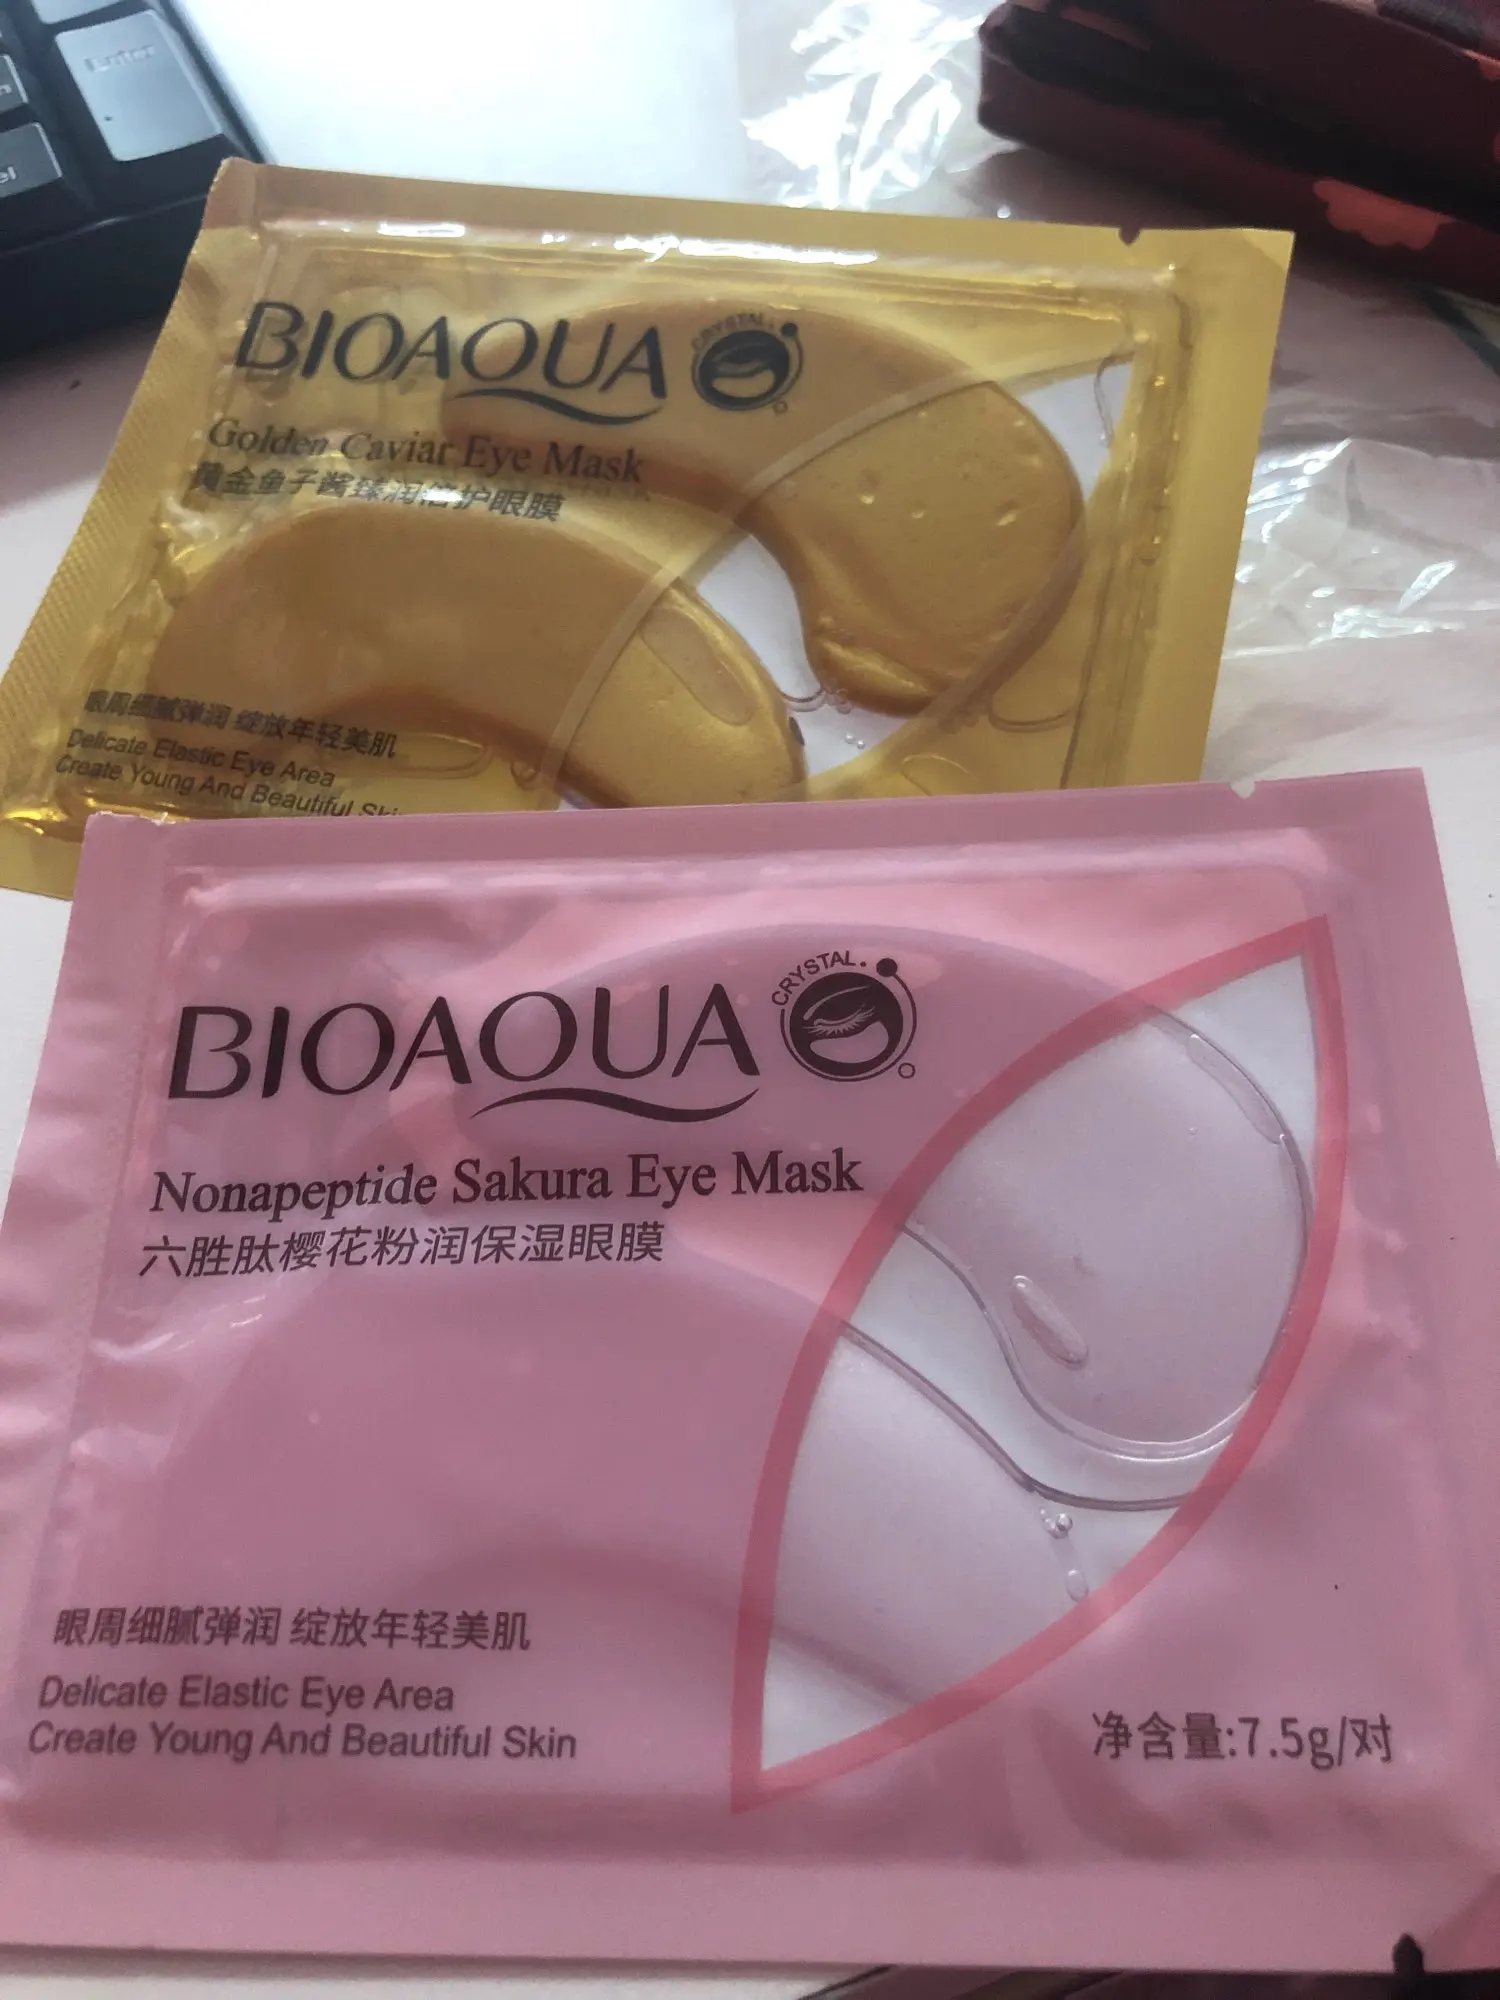 Enter
BIOAQUA
CRYSTAL.
Golden Caviar Eye Mask
黄金鱼子酱臻润倍护眼膜
眼周细腻弹润 绽放年轻美肌
Delicate Elastic Eye Area
Create Young And Beautiful Ski
BIOAQUA
CRYSTAL.
Nonapeptide Sakura Eye Mask
六胜肽樱花粉润保湿眼膜
眼周细腻弹润 绽放年轻美肌
Delicate Elastic Eye Area
Create Young And Beautiful Skin
净含量:7.5g/对